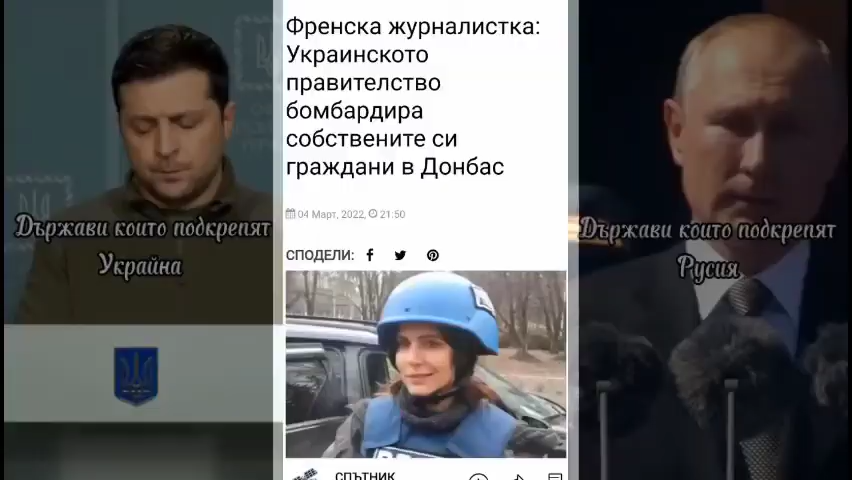 Френска журналистка:
Украинското
правителство
бомбардира
собствените си
граждани в Донбас
04 Март, 2022, 21:50
СПОДЕЛИ:
СПЪТНИК
Държави които подкрепят
Украйна
Държави които подкрепят
Русия